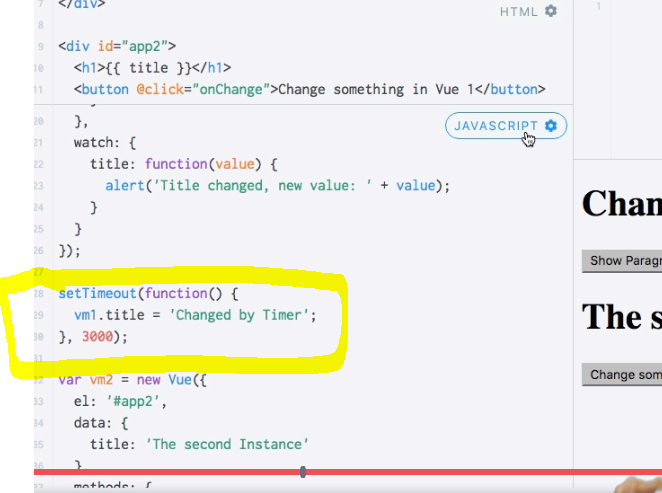 7 </div>
HTML
1
8
9 <div id="app2">
10 <h1>{{ title }}</h1>
11 <button @click="onChange">Change something in Vue 1</button>
20 },
JAVASCRIPT
21 watch: {
22 title: function(value) {
23 alert('Title changed, new value: ' + value);
24 }
25 }
26 });
27
28 setTimeout(function() {
29 vm1.title = 'Changed by Timer';
30 }, 3000);
31
32 var vm2 = new Vue({
33 el: '#app2',
34 data: {
35 title: 'The second Instance'
36 }
37 methods: {
Chan
Show Paragr
The s
Change som